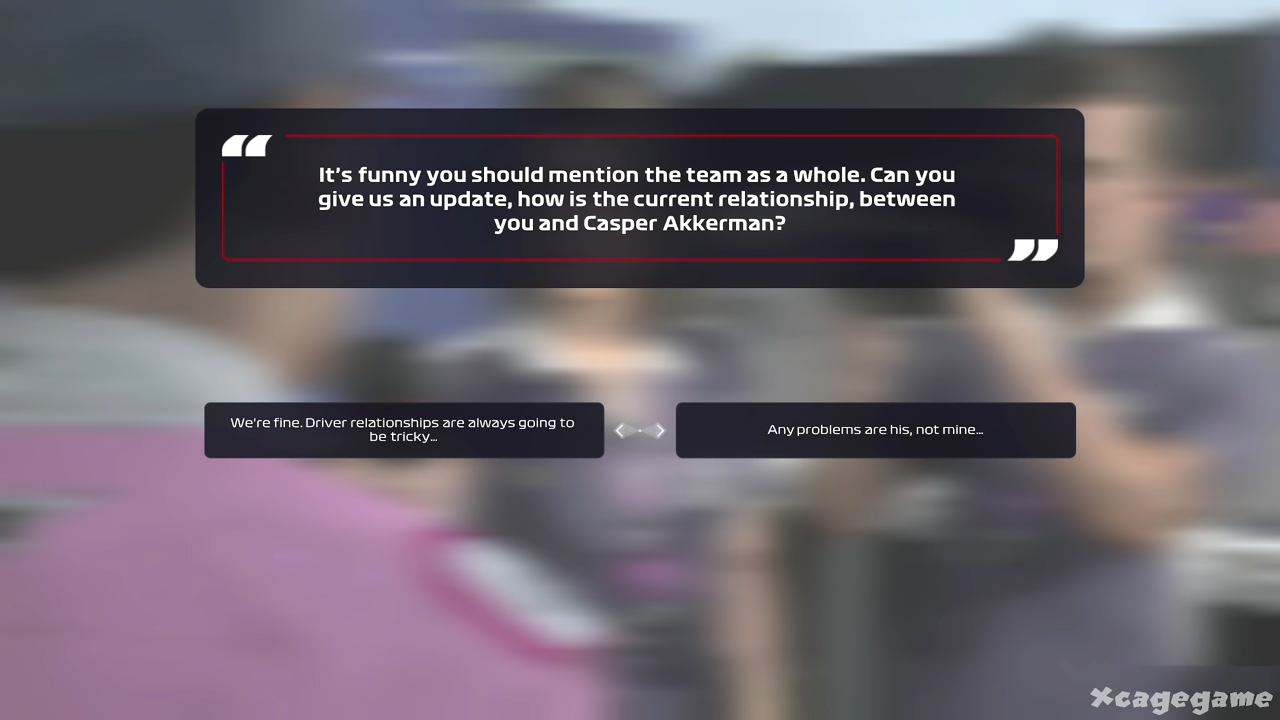 It's funny you should mention the team as a whole. Can you
give us an update, how is the current relationship, between
you and Casper Akkerman?
We're fine. Driver relationships are always going to
be tricky...
Any problems are his, not mine...
Xcagegame